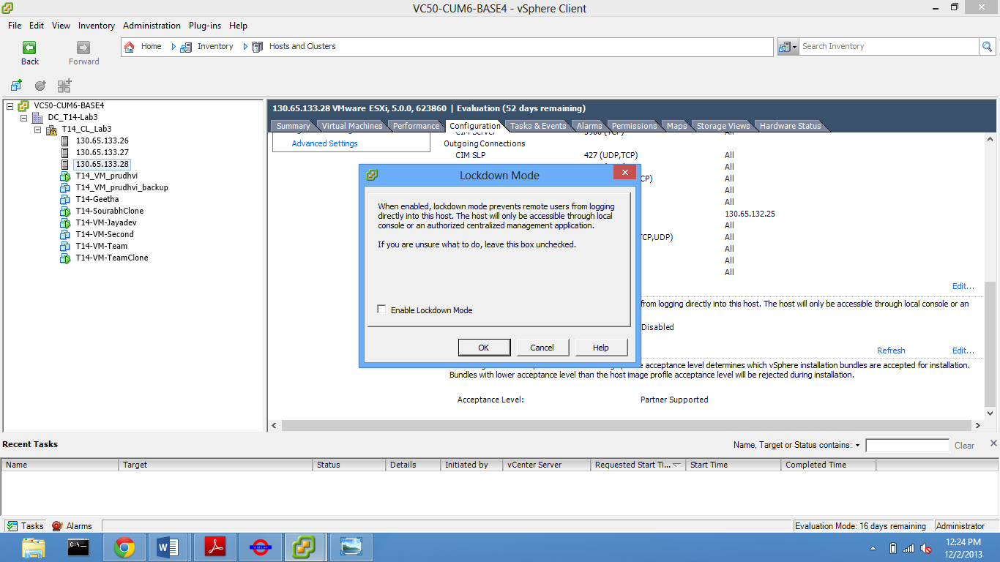 VC50-CUM6-BASE4 - vSphere Client
File Edit View Inventory Administration Plug-ins Help
Back Forward
Home Inventory Hosts and Clusters
Search Inventory
VC50-CUM6-BASE4
DC_T14-Lab3
T14_CL_Lab3
130.65.133.26
130.65.133.27
130.65.133.28
T14_VM_prudhvi
T14_VM_prudhvi_backup
T14-Geetha
T14-SourabhClone
T14-VM-Jayadev
T14-VM-Second
T14-VM-Team
T14-VM-TeamClone
130.65.133.28 VMware ESXi, 5.0.0, 623860 | Evaluation (52 days remaining)
Summary Virtual Machines Performance Configuration Tasks & Events Alarms Permissions Maps Storage Views Hardware Status
Advanced Settings
CIM Server All
Outgoing Connections
CIM SLP 427 (UDP,TCP) All
All
CP) All
All
All
130.65.132.25
All
CP,UDP) All
All
All
All
Edit...
from logging directly into this host. The host will only be accessible through local console or an
Disabled
Refresh Edit...
acceptance level determines which vSphere installation bundles are accepted for installation.
Bundles with lower acceptance level than the host image profile acceptance level will be rejected during installation.
Acceptance Level: Partner Supported
Lockdown Mode
When enabled, lockdown mode prevents remote users from logging
directly into this host. The host will only be accessible through local
console or an authorized centralized management application.
If you are unsure what to do, leave this box unchecked.
Enable Lockdown Mode
OK Cancel Help
Recent Tasks
Name, Target or Status contains: Clear
Name Target Status Details Initiated by vCenter Server Requested Start Ti... Start Time Completed Time
Tasks Alarms
Evaluation Mode: 16 days remaining Administrator
12:24 PM
12/2/2013